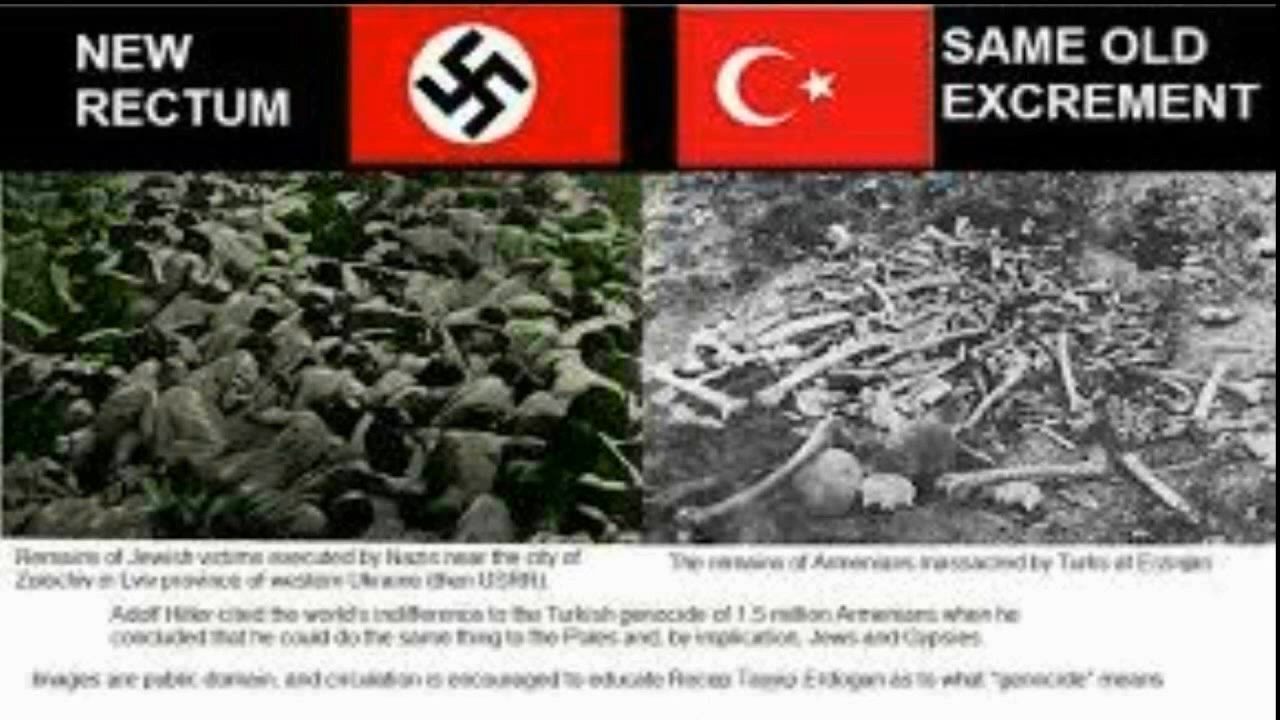 NEW
RECTUM
SAME OLD
EXCREMENT
Remains of Jewish victims executed by Nazis near the city of
Zolochiv in Lviv province of western Ukraine (then USRR).
The remains of Armenians massacred by Turks at Erzinjan
Adolf Hitler cited the world's indifference to the Turkish genocide of 1.5 million Armenians when he
concluded that he could do the same thing to the Poles and, by implication, Jews and Gypsies.
Images are public domain, and circulation is encouraged to educate Recep Tayyip Erdogan as to what "genocide" means